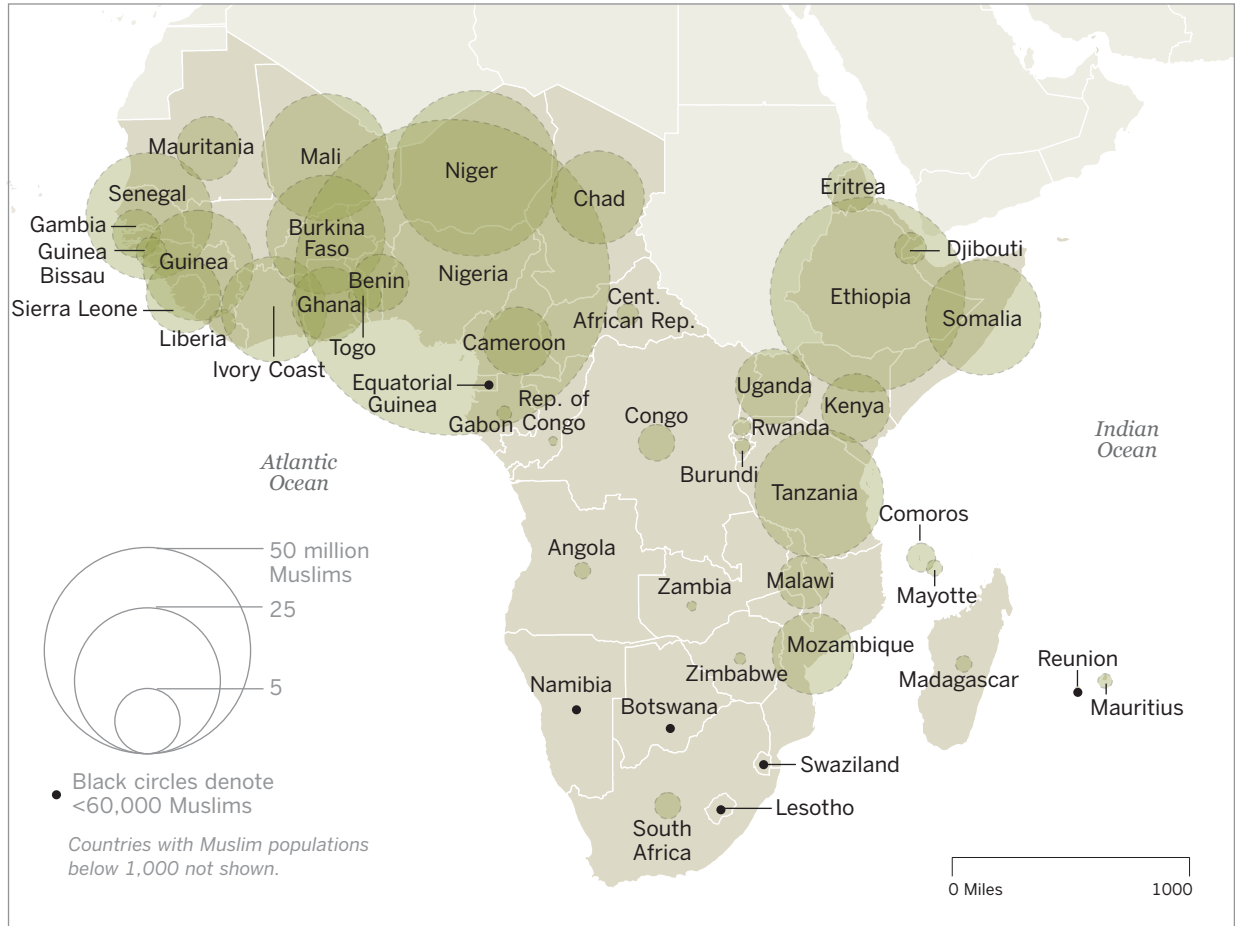 Mauritania
Mali
Niger
Chad
Senegal
Eritrea
Gambia
Burkina
Faso
Guinea
Bissau
Guinea
Djibouti
Nigeria
Benin
Ethiopia
Ghana
Cent.
African Rep.
Sierra Leone
Somalia
Liberia
Togo
Cameroon
Ivory Coast
Equatorial
Guinea
Uganda
Rep. of
Congo
Gabon
Kenya
Congo
Rwanda
Indian
Ocean
Atlantic
Ocean
Burundi
Tanzania
Comoros
50 million
Muslims
Angola
Malawi
Zambia
Mayotte
25
Mozambique
Reunion
Zimbabwe
Madagascar
Namibia
5
Botswana
Mauritius
Swaziland
Black circles denote
<60,000 Muslims
Lesotho
South
Africa
Countries with Muslim populations
below 1,000 not shown.
0 Miles
1000